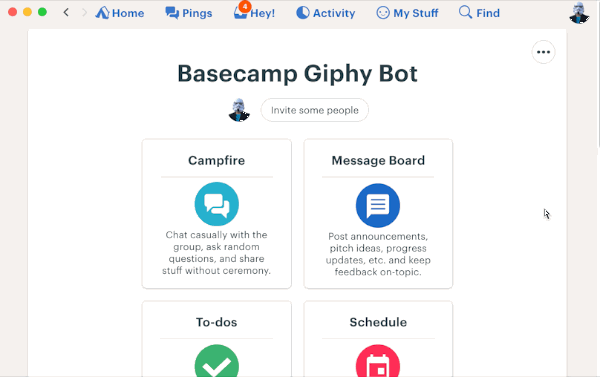 Home Pings 4 Hey! Activity My Stuff Find
Basecamp Giphy Bot
Invite some people
Campfire
Chat casually with the
group, ask random
questions, and share
stuff without ceremony.
Message Board
Post announcements,
pitch ideas, progress
updates, etc. and keep
feedback on-topic.
To-dos
Schedule